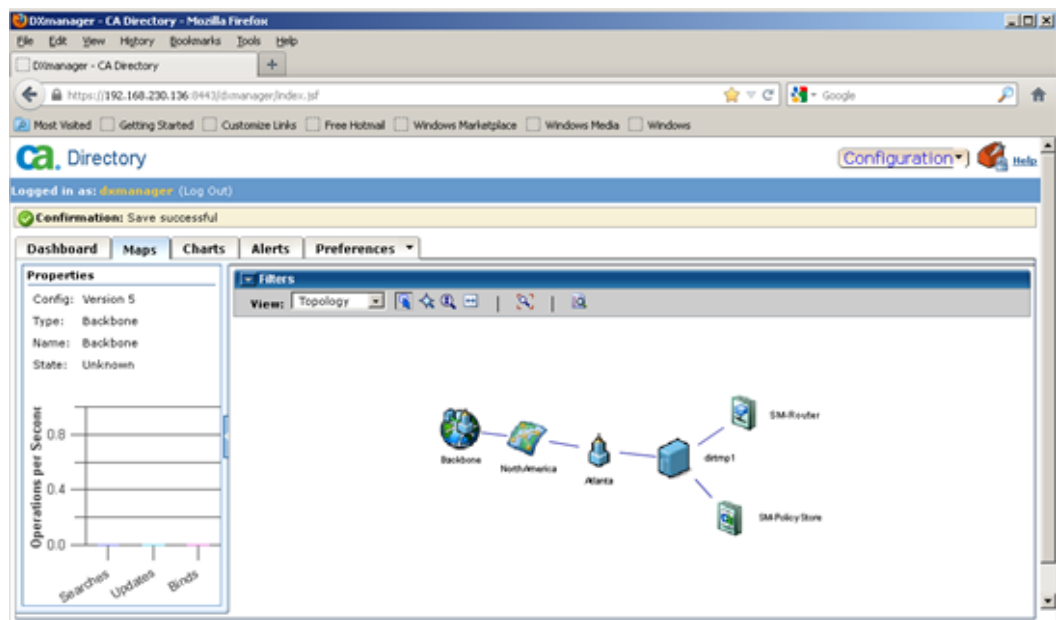 DXmanager - CA Directory - Mozilla Firefox
File Edit View History Bookmarks Tools Help
DXmanager - CA Directory
https://192.168.230.136:8443/dxmanager/index.jsf
Google
Most Visited Getting Started Customize Links Free Hotmail Windows Marketplace Windows Media Windows
ca. Directory
Configuration
Help
Logged in as: dxmanager (Log Out)
Confirmation: Save successful
Dashboard Maps Charts Alerts Preferences
Properties
Config: Version 5
Type: Backbone
Name: Backbone
State: Unknown
Operations per Second
0.8
0.4
0.0
Searches Updates Binds
Filters
View: Topology
Backbone
NorthAmerica
Atlanta
SM-Router
SM-Policy Store